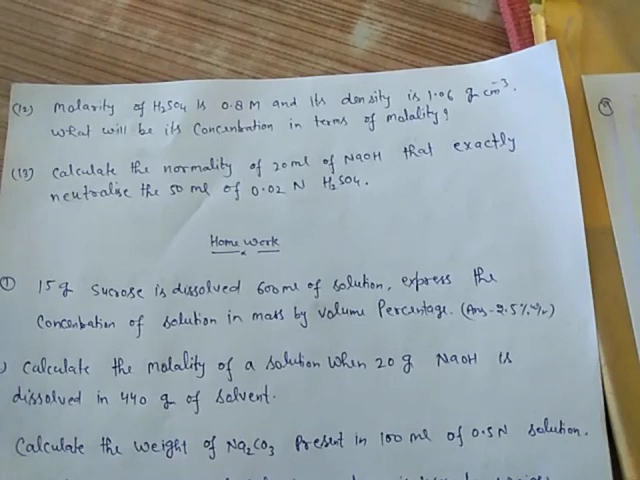 (12) Molarity of H₂SO₄ is 0.8 M and its density is 1.06 g cm⁻³.
what will be its concentration in terms of molality?
(13) Calculate the normality of 20 ml of NaOH that exactly
neutralise the 50 ml of 0.02 N H₂SO₄.
Home Work
① 15 g sucrose is dissolved 600 ml of solution, express the
concentration of solution in mass by volume Percentage. (Ans - 2.5% w/v)
) Calculate the molality of a solution when 20 g NaOH is
dissolved in 440 g of solvent.
Calculate the weight of Na₂CO₃ Present in 100 ml of 0.5 N solution.